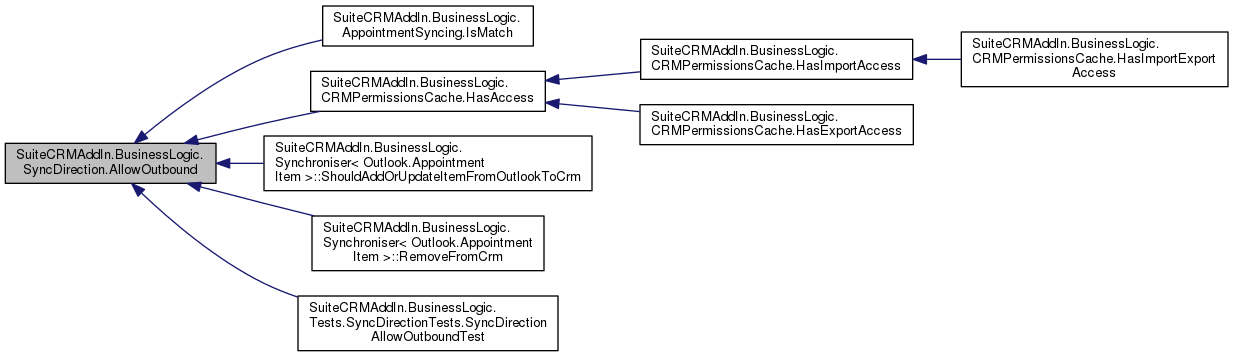 SuiteCRMAddIn.BusinessLogic.
AppointmentSyncing.IsMatch
SuiteCRMAddIn.BusinessLogic.
CRMPermissionsCache.HasImportAccess
SuiteCRMAddIn.BusinessLogic.
CRMPermissionsCache.HasImportExport
Access
SuiteCRMAddIn.BusinessLogic.
CRMPermissionsCache.HasAccess
SuiteCRMAddIn.BusinessLogic.
CRMPermissionsCache.HasExportAccess
SuiteCRMAddIn.BusinessLogic.
SyncDirection.AllowOutbound
SuiteCRMAddIn.BusinessLogic.
Synchroniser< Outlook.Appointment
Item >::ShouldAddOrUpdateItemFromOutlookToCrm
SuiteCRMAddIn.BusinessLogic.
Synchroniser< Outlook.Appointment
Item >::RemoveFromCrm
SuiteCRMAddIn.BusinessLogic.
Tests.SyncDirectionTests.SyncDirection
AllowOutboundTest